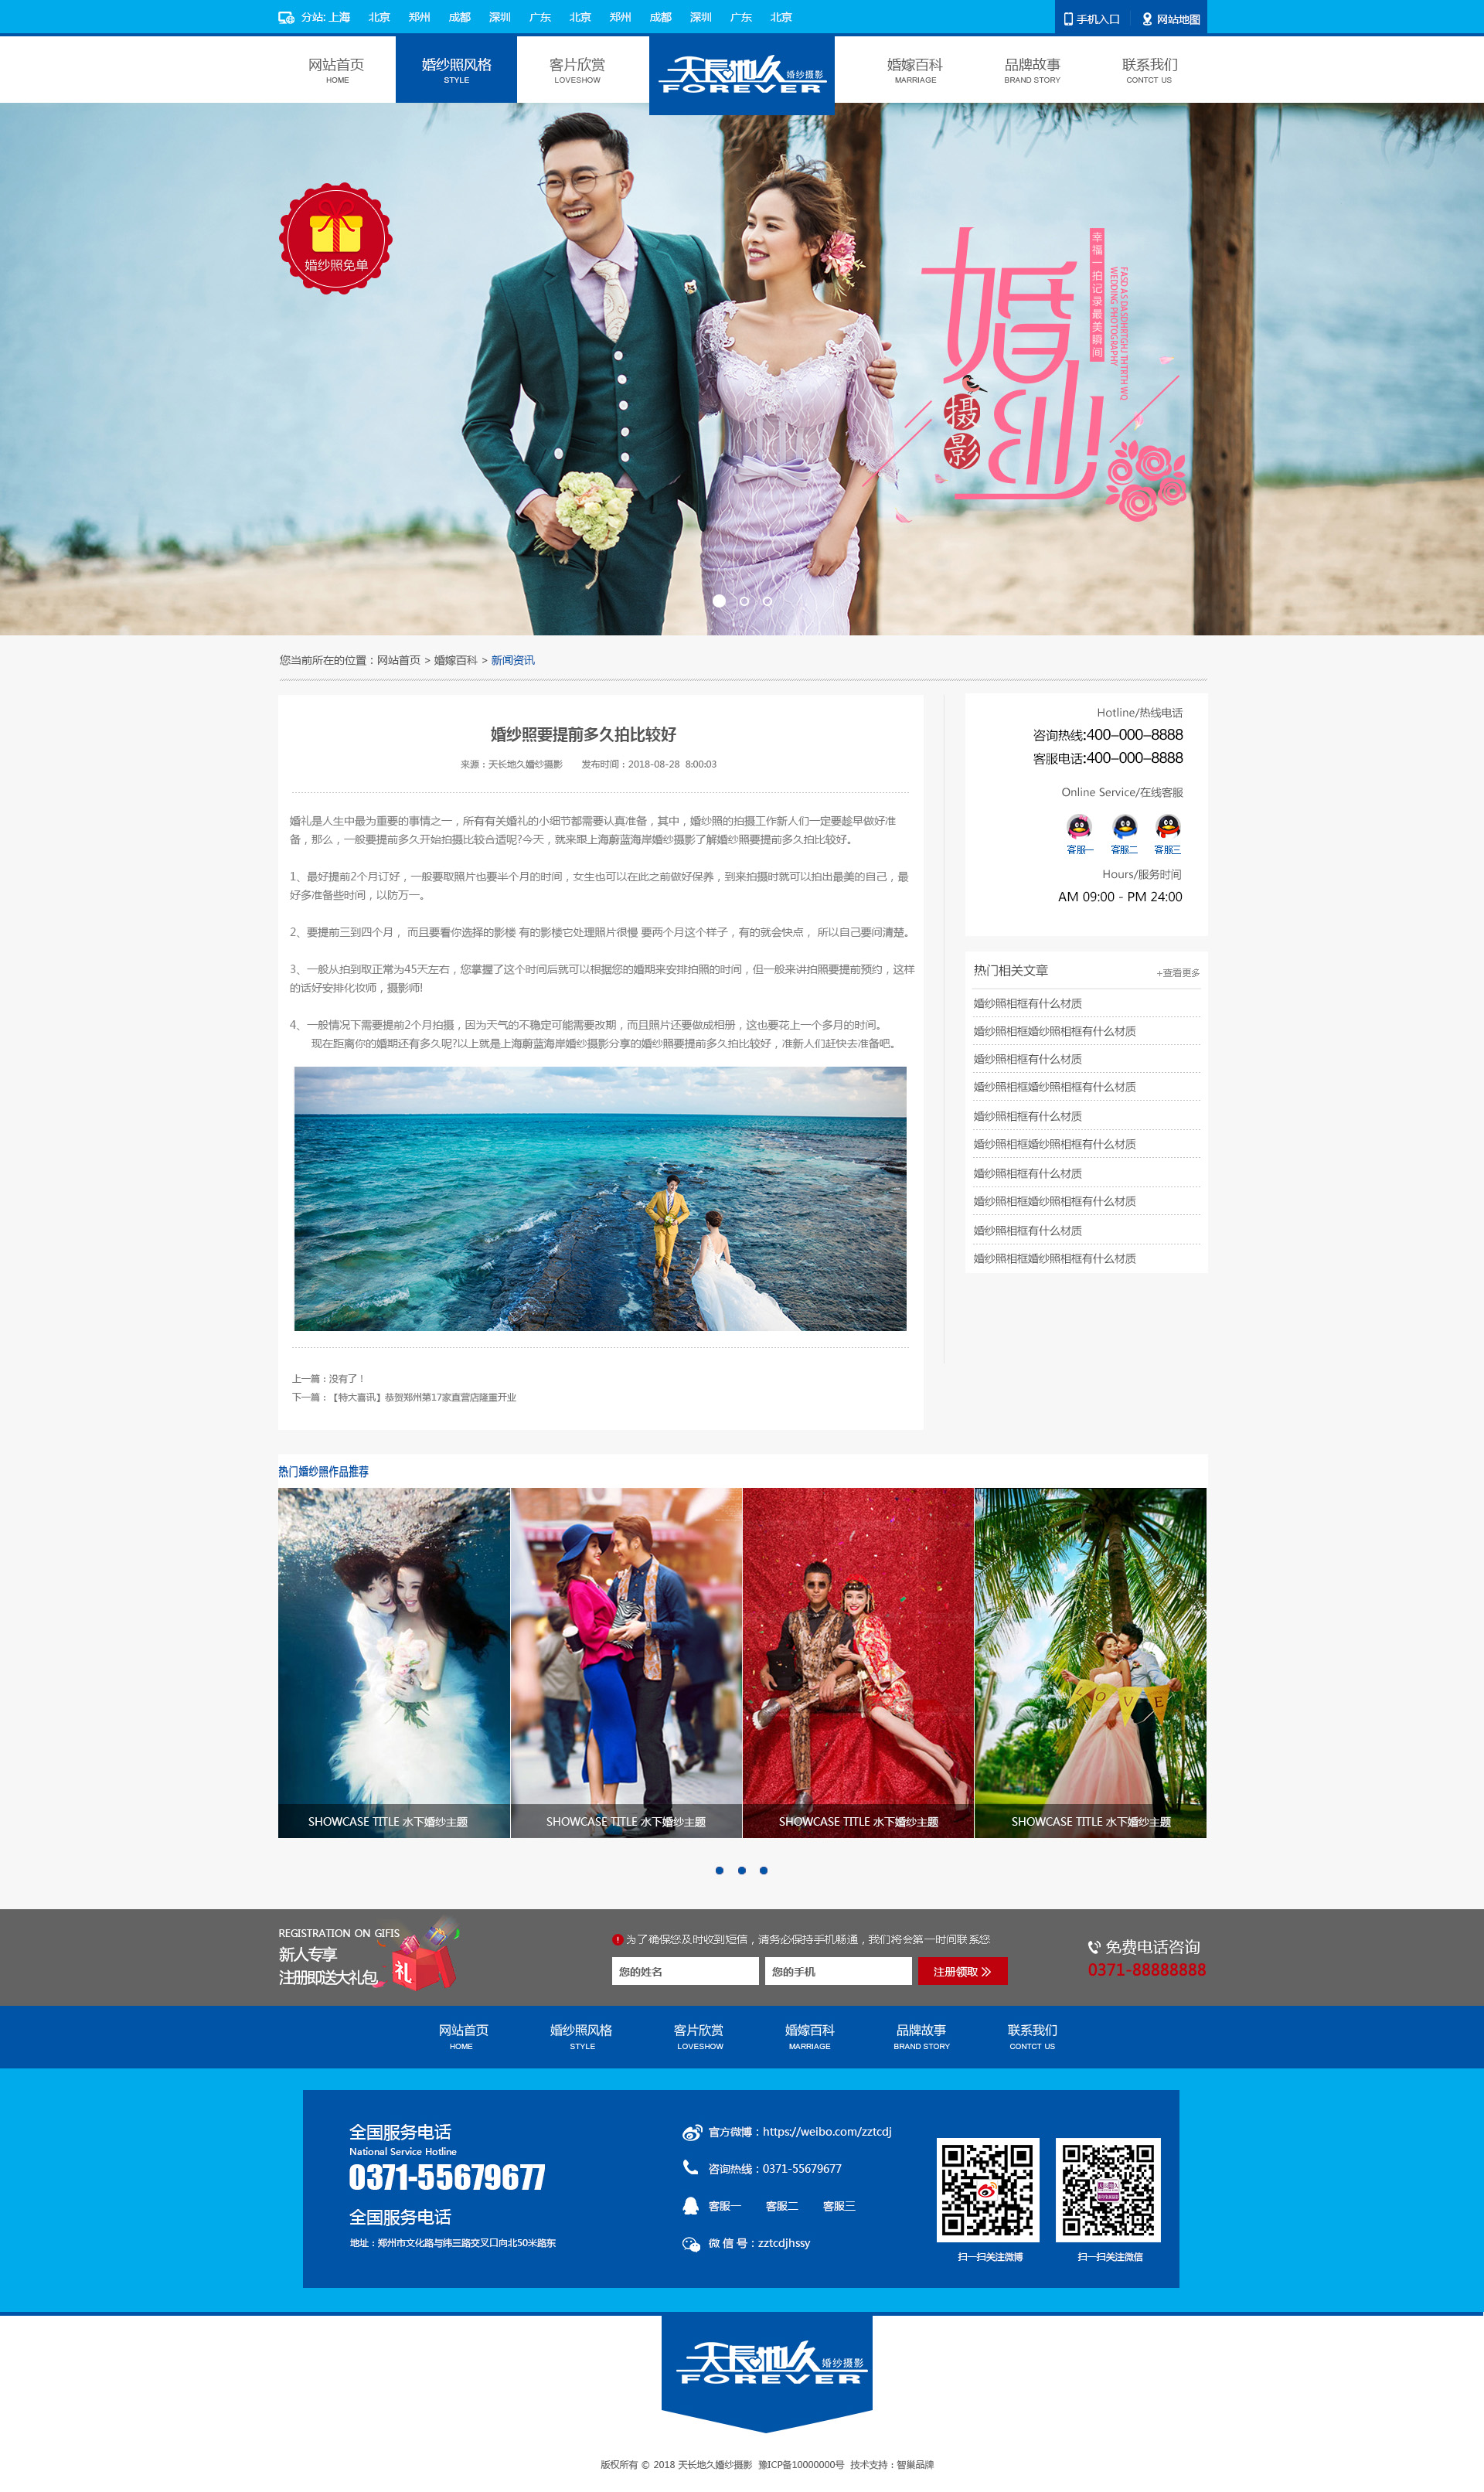 分站: 上海 北京 郑州 成都 深圳 广东 北京 郑州 成都 深圳 广东 北京
手机入口 网站地图
网站首页 婚纱照风格 客片欣赏 天长地久 婚纱摄影 婚嫁百科 品牌故事 联系我们
HOME STYLE LOVESHOW FOREVER MARRIAGE BRAND STORY CONTCT US
婚纱照免单
婚纱
摄影
幸福一拍记录最美瞬间
FASD AS DASDHRTGHJ THTRTH WQ
WEDDING PHOTOGRAPHY
您当前所在的位置：网站首页 > 婚嫁百科 > 新闻资讯
婚纱照要提前多久拍比较好
来源：天长地久婚纱摄影 发布时间：2018-08-28 8:00:03
婚礼是人生中最为重要的事情之一，所有有关婚礼的小细节都需要认真准备，其中，婚纱照的拍摄工作新人们一定要趁早做好准
备，那么，一般要提前多久开始拍摄比较合适呢?今天，就来跟上海蔚蓝海岸婚纱摄影了解婚纱照要提前多久拍比较好。
1、最好提前2个月订好，一般要取照片也要半个月的时间，女生也可以在此之前做好保养，到来拍摄时就可以拍出最美的自己，最
好多准备些时间，以防万一。
2、要提前三到四个月， 而且要看你选择的影楼 有的影楼它处理照片很慢 要两个月这个样子，有的就会快点， 所以自己要问清楚。
3、一般从拍到取正常为45天左右，您掌握了这个时间后就可以根据您的婚期来安排拍照的时间，但一般来讲拍照要提前预约，这样
的话好安排化妆师，摄影师!
4、一般情况下需要提前2个月拍摄，因为天气的不稳定可能需要改期，而且照片还要做成相册，这也要花上一个多月的时间。
现在距离你的婚期还有多久呢?以上就是上海蔚蓝海岸婚纱摄影分享的婚纱照要提前多久拍比较好，准新人们赶快去准备吧。
上一篇：没有了！
下一篇：【特大喜讯】恭贺郑州第17家直营店隆重开业
Hotline/热线电话
咨询热线:400-000-8888
客服电话:400-000-8888
Online Service/在线客服
客服一 客服二 客服三
Hours/服务时间
AM 09:00 - PM 24:00
热门相关文章 +查看更多
婚纱照相框有什么材质
婚纱照相框婚纱照相框有什么材质
婚纱照相框有什么材质
婚纱照相框婚纱照相框有什么材质
婚纱照相框有什么材质
婚纱照相框婚纱照相框有什么材质
婚纱照相框有什么材质
婚纱照相框婚纱照相框有什么材质
婚纱照相框有什么材质
婚纱照相框婚纱照相框有什么材质
热门婚纱照作品推荐
LOVE
SHOWCASE TITLE 水下婚纱主题 SHOWCASE TITLE 水下婚纱主题 SHOWCASE TITLE 水下婚纱主题 SHOWCASE TITLE 水下婚纱主题
REGISTRATION ON GIFIS
新人专享
注册即送大礼包
礼
为了确保您及时收到短信，请务必保持手机畅通，我们将会第一时间联系您
您的姓名 您的手机 注册领取
免费电话咨询
0371-88888888
网站首页 婚纱照风格 客片欣赏 婚嫁百科 品牌故事 联系我们
HOME STYLE LOVESHOW MARRIAGE BRAND STORY CONTCT US
全国服务电话
National Service Hotline
0371-55679677
全国服务电话
地址：郑州市文化路与纬三路交叉口向北50米路东
官方微博：https://weibo.com/zztcdj
咨询热线：0371-55679677
客服一 客服二 客服三
微 信 号：zztcdjhssy
扫一扫关注微博 扫一扫关注微信
天长地久 婚纱摄影
FOREVER
版权所有 © 2018 天长地久婚纱摄影 豫ICP备10000000号 技术支持：智巢品牌